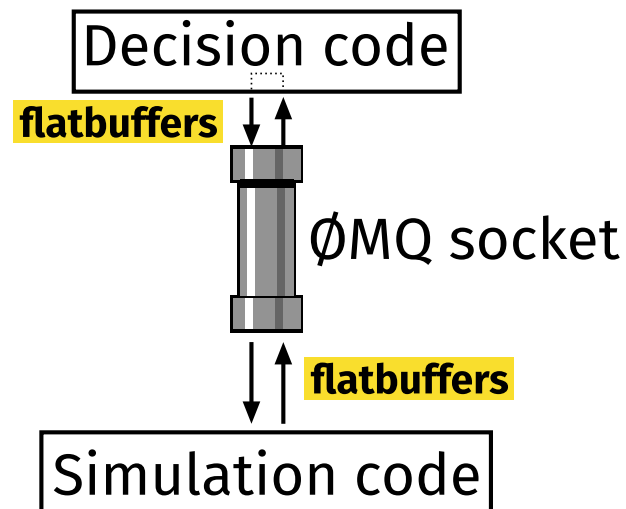 Decision code
flatbuffers
ØMQ socket
flatbuffers
Simulation code